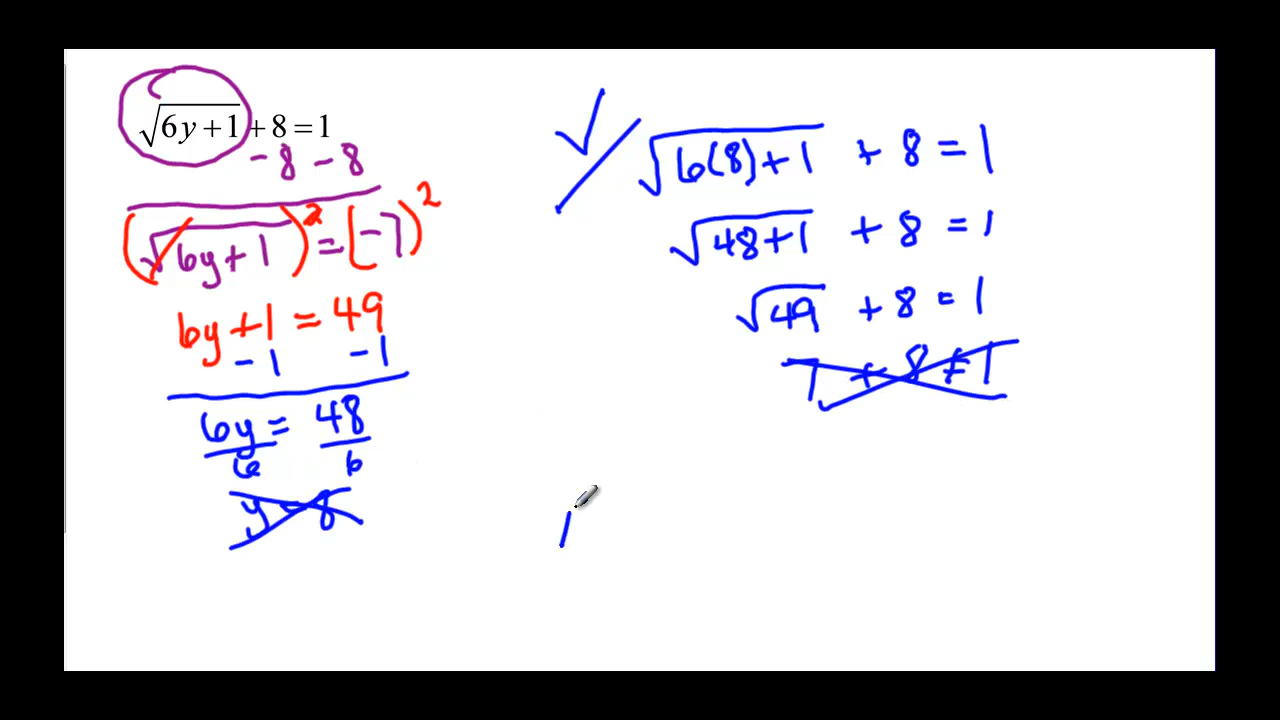 √6y+1 + 8 = 1
- 8 - 8
(√6y+1)² = (-7)²
6y+1 = 49
-1 -1
6y = 48
6 6
y = 8
√ √6(8)+1 + 8 = 1
√48+1 + 8 = 1
√49 + 8 = 1
7 + 8 ≠ 1